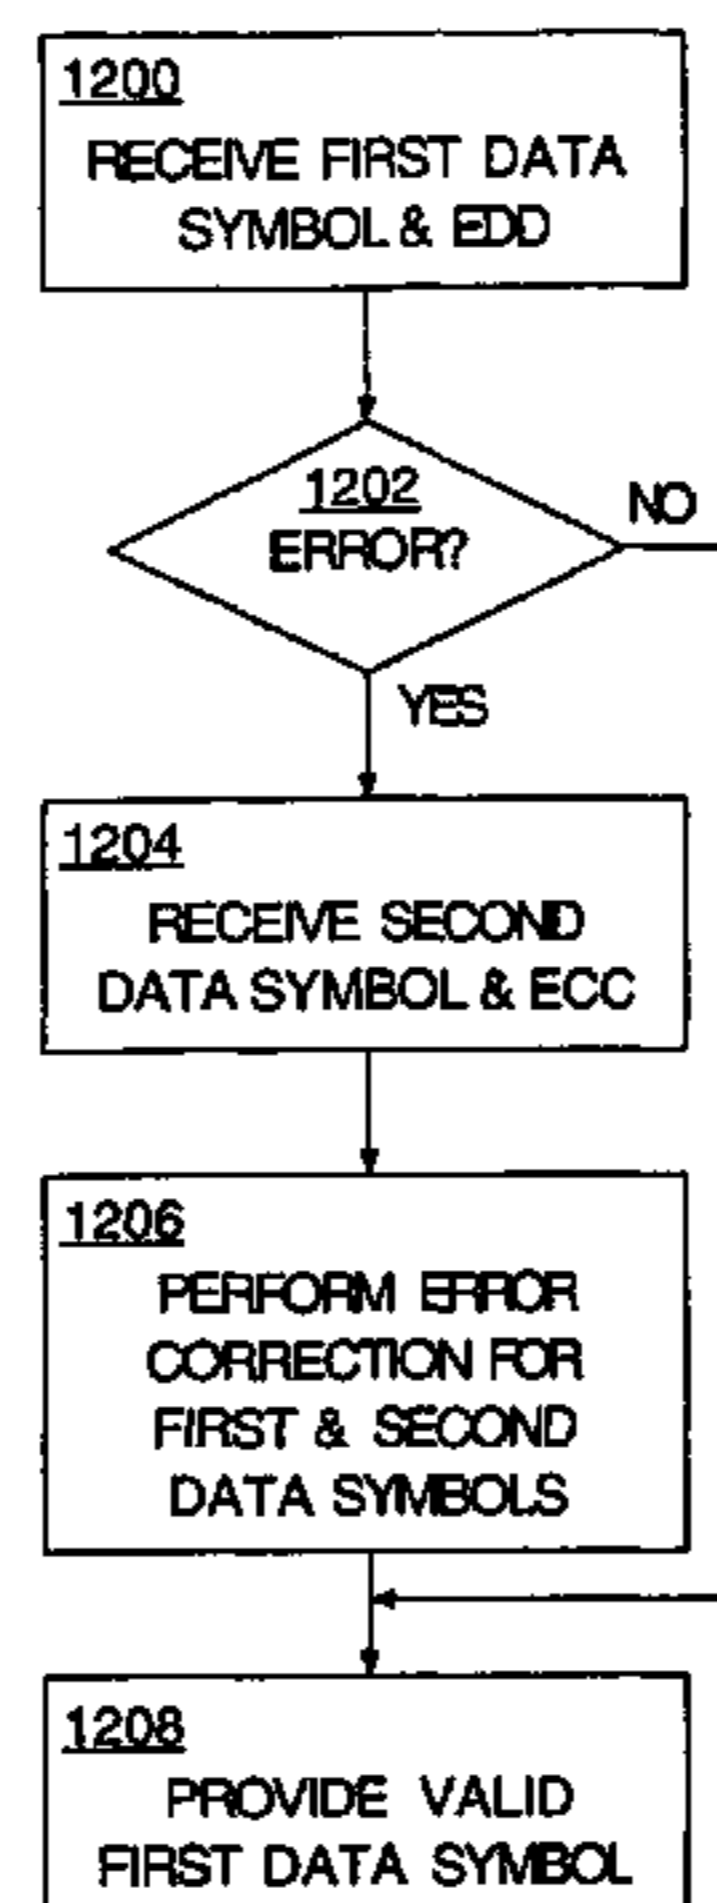 1200
RECEIVE FIRST DATA
SYMBOL & EDD
1202
ERROR?
NO
YES
1204
RECEIVE SECOND
DATA SYMBOL & ECC
1206
PERFORM ERROR
CORRECTION FOR
FIRST & SECOND
DATA SYMBOLS
1208
PROVIDE VALID
FIRST DATA SYMBOL